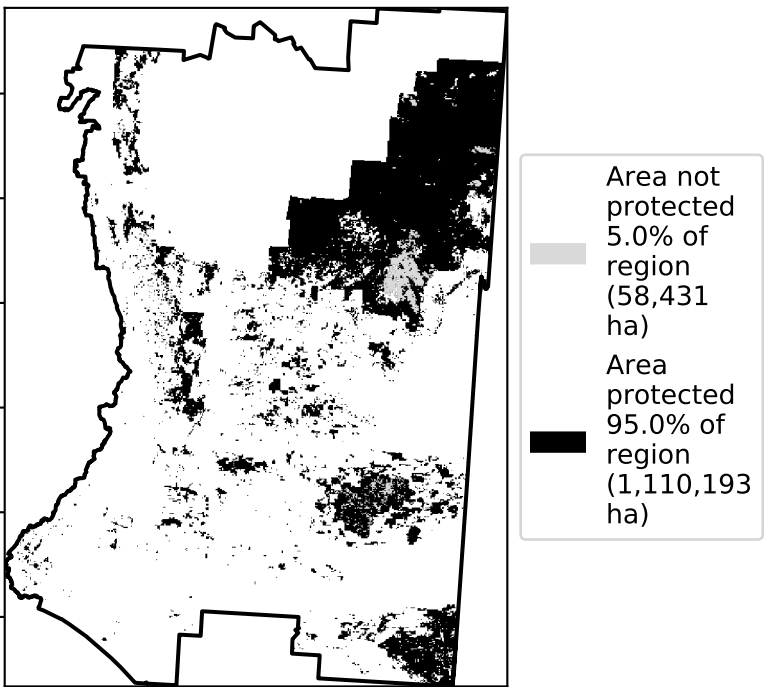 Area not
protected
5.0% of
region
(58,431
ha)
Area
protected
95.0% of
region
(1,110,193
ha)